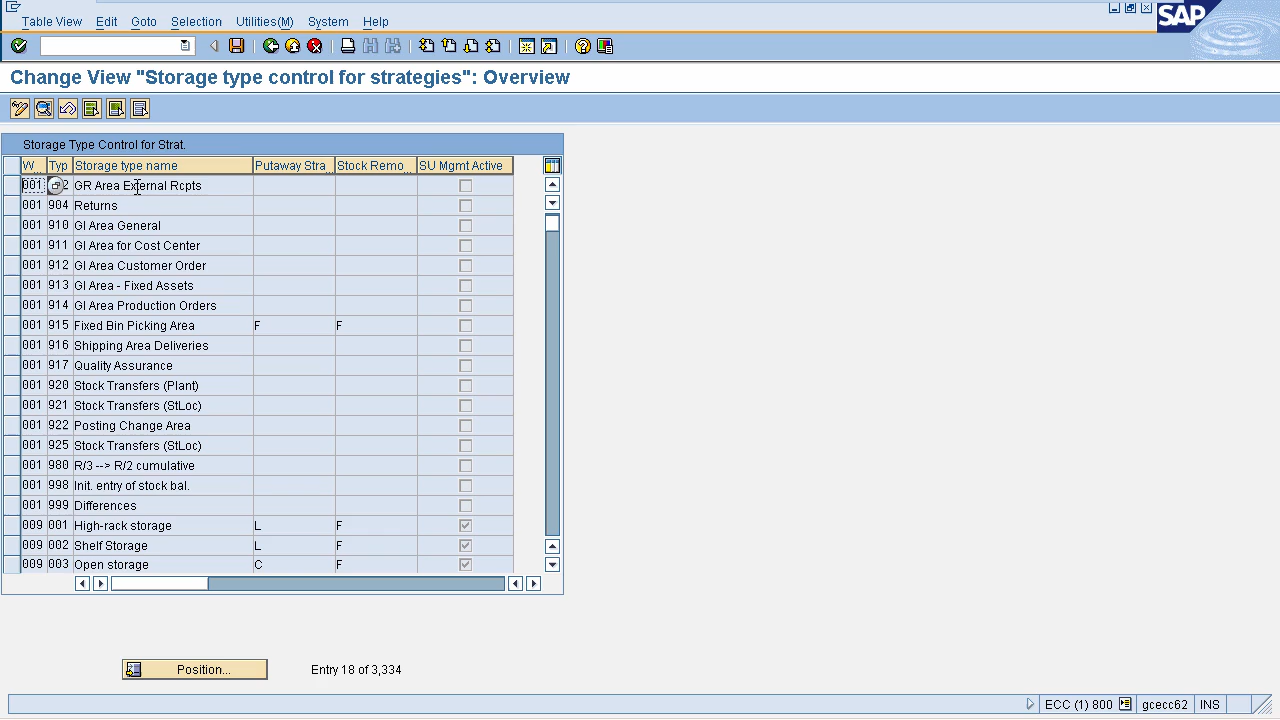 Table View Edit Goto Selection Utilities(M) System Help
SAP
Change View "Storage type control for strategies": Overview
Storage Type Control for Strat.
W... Typ Storage type name Putaway Stra... Stock Remo... SU Mgmt Active
001 2 GR Area External Rcpts
001 904 Returns
001 910 GI Area General
001 911 GI Area for Cost Center
001 912 GI Area Customer Order
001 913 GI Area - Fixed Assets
001 914 GI Area Production Orders
001 915 Fixed Bin Picking Area F F
001 916 Shipping Area Deliveries
001 917 Quality Assurance
001 920 Stock Transfers (Plant)
001 921 Stock Transfers (StLoc)
001 922 Posting Change Area
001 925 Stock Transfers (StLoc)
001 980 R/3 --> R/2 cumulative
001 998 Init. entry of stock bal.
001 999 Differences
009 001 High-rack storage L F
009 002 Shelf Storage L F
009 003 Open storage C F
Position... Entry 18 of 3,334
ECC (1) 800 gcecc62 INS